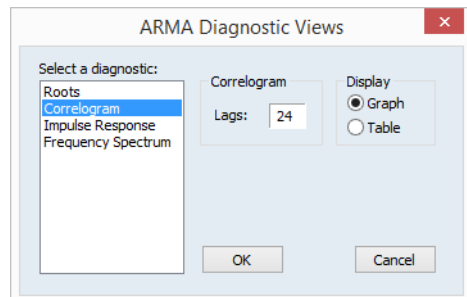 ARMA Diagnostic Views
×
Select a diagnostic:
Roots
Correlogram
Impulse Response
Frequency Spectrum
Correlogram
Lags: 24
Display
Graph
Table
OK
Cancel